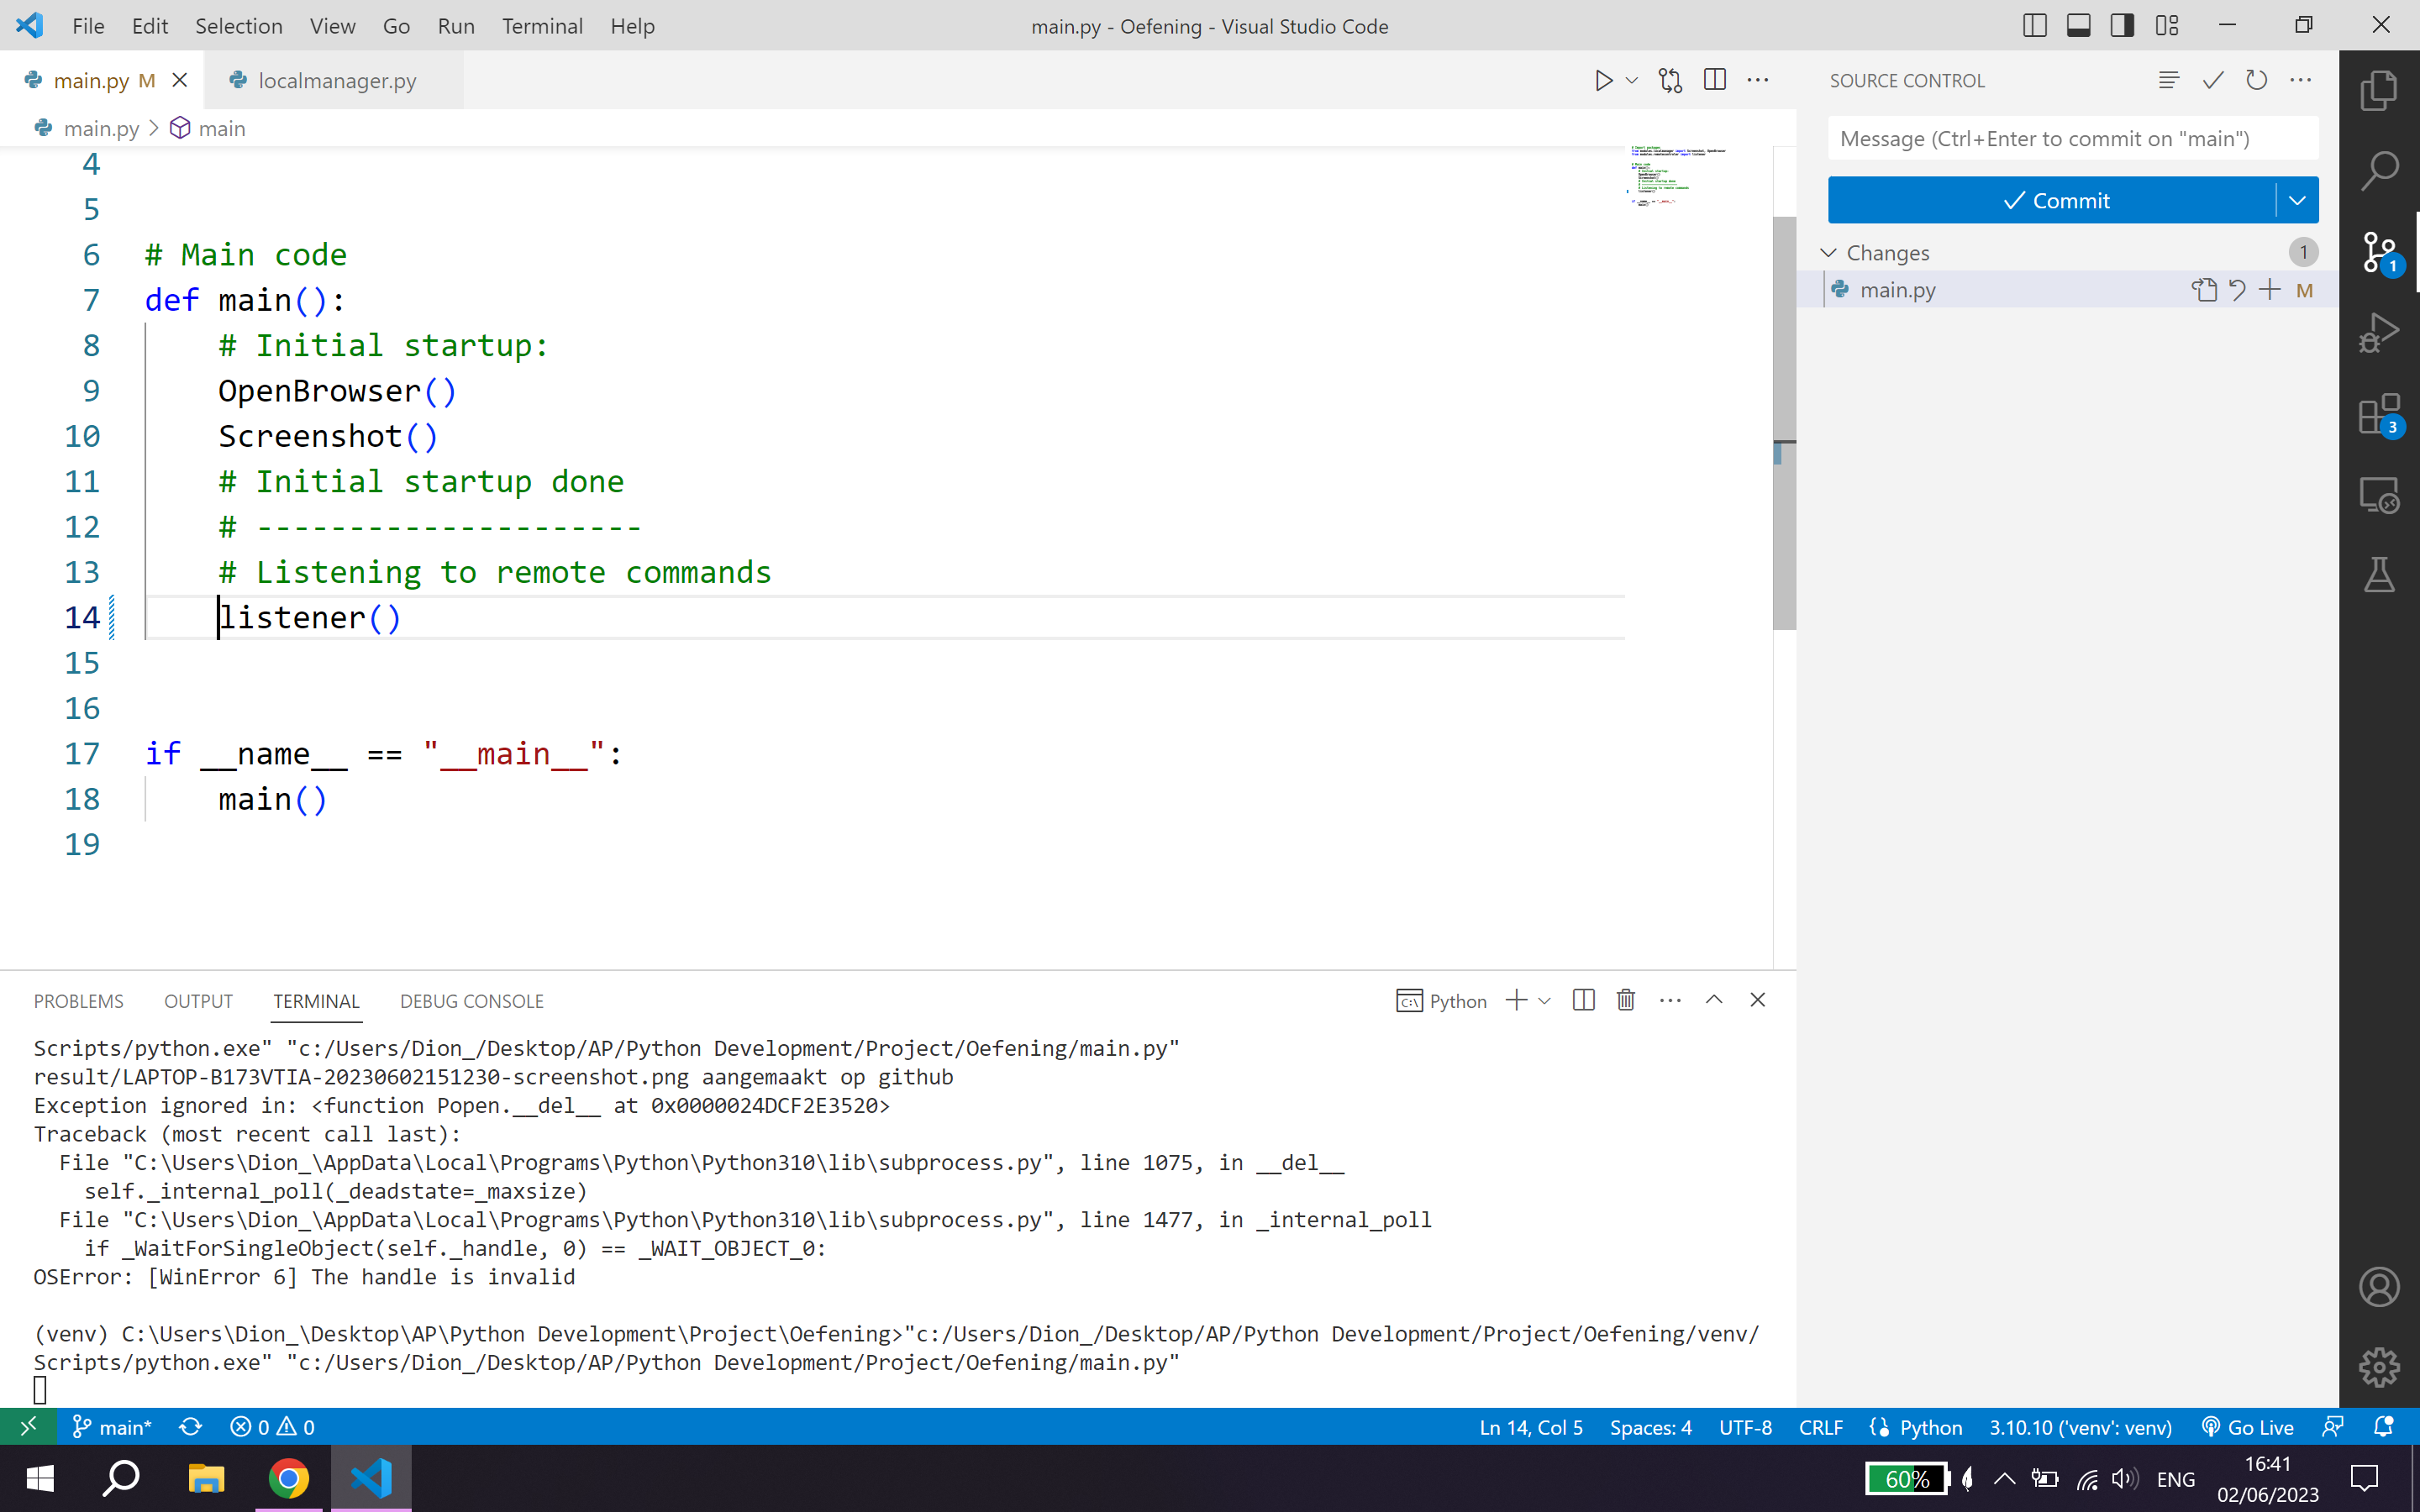 File Edit Selection View Go Run Terminal Help
main.py - Oefening - Visual Studio Code
main.py M
localmanager.py
main.py > main
4
5
6 # Main code
7 def main():
8 # Initial startup:
9 OpenBrowser()
10 Screenshot()
11 # Initial startup done
12 # ---------------------
13 # Listening to remote commands
14 listener()
15
16
17 if __name__ == "__main__":
18 main()
19
SOURCE CONTROL
Message (Ctrl+Enter to commit on "main")
Commit
Changes 1
main.py M
1
3
PROBLEMS OUTPUT TERMINAL DEBUG CONSOLE
Python
Scripts/python.exe" "c:/Users/Dion_/Desktop/AP/Python Development/Project/Oefening/main.py"
result/LAPTOP-B173VTIA-20230602151230-screenshot.png aangemaakt op github
Exception ignored in: <function Popen.__del__ at 0x0000024DCF2E3520>
Traceback (most recent call last):
File "C:\Users\Dion_\AppData\Local\Programs\Python\Python310\lib\subprocess.py", line 1075, in __del__
self._internal_poll(_deadstate=_maxsize)
File "C:\Users\Dion_\AppData\Local\Programs\Python\Python310\lib\subprocess.py", line 1477, in _internal_poll
if _WaitForSingleObject(self._handle, 0) == _WAIT_OBJECT_0:
OSError: [WinError 6] The handle is invalid
(venv) C:\Users\Dion_\Desktop\AP\Python Development\Project\Oefening>"c:/Users/Dion_/Desktop/AP/Python Development/Project/Oefening/venv/
Scripts/python.exe" "c:/Users/Dion_/Desktop/AP/Python Development/Project/Oefening/main.py"
main* 0 0
Ln 14, Col 5 Spaces: 4 UTF-8 CRLF Python 3.10.10 ('venv': venv) Go Live
60% ENG
16:41
02/06/2023